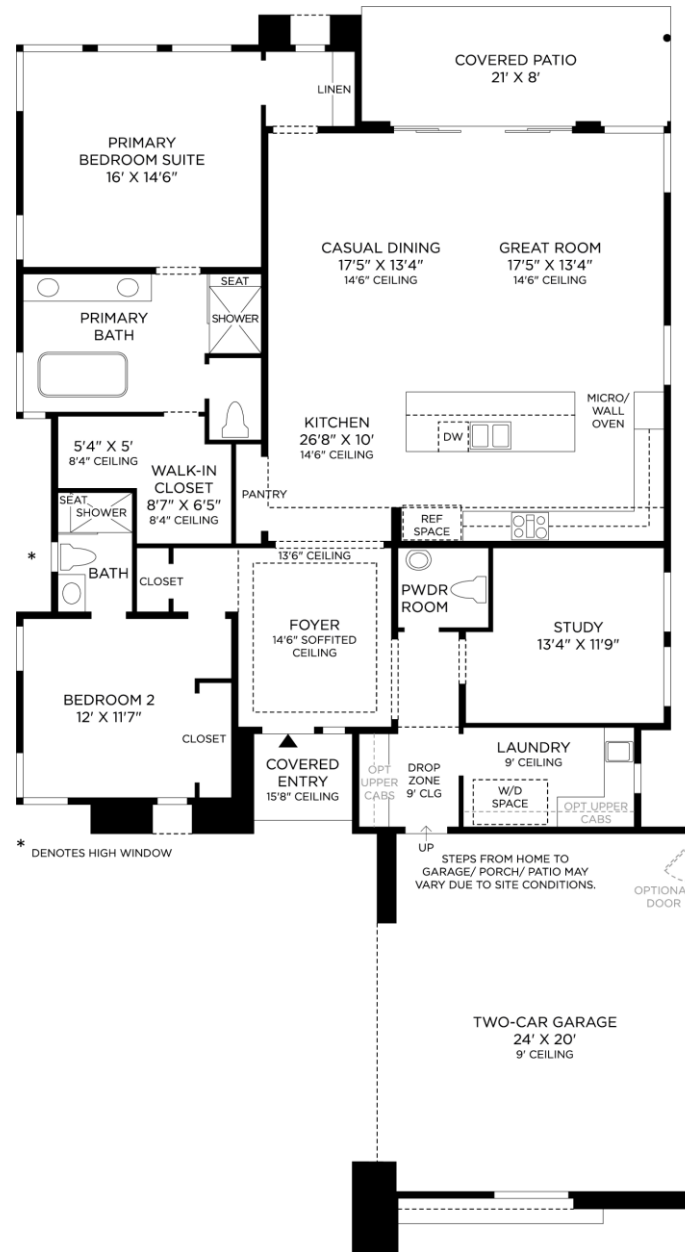 COVERED PATIO
21' X 8'
LINEN
PRIMARY
BEDROOM SUITE
16' X 14'6"
CASUAL DINING
17'5" X 13'4"
14'6" CEILING
GREAT ROOM
17'5" X 13'4"
14'6" CEILING
SEAT
SHOWER
PRIMARY
BATH
MICRO/
WALL
OVEN
KITCHEN
26'8" X 10'
14'6" CEILING
DW
5'4" X 5'
8'4" CEILING
WALK-IN
CLOSET
8'7" X 6'5"
8'4" CEILING
PANTRY
REF
SPACE
SEAT
SHOWER
*
BATH
CLOSET
13'6" CEILING
FOYER
14'6" SOFFITED
CEILING
PWDR
ROOM
STUDY
13'4" X 11'9"
BEDROOM 2
12' X 11'7"
CLOSET
COVERED
ENTRY
15'8" CEILING
OPT
UPPER
CABS
DROP
ZONE
9' CLG
LAUNDRY
9' CEILING
W/D
SPACE
OPT UPPER
CABS
* DENOTES HIGH WINDOW
UP
STEPS FROM HOME TO
GARAGE/ PORCH/ PATIO MAY
VARY DUE TO SITE CONDITIONS.
OPTIONA
DOOR
TWO-CAR GARAGE
24' X 20'
9' CEILING